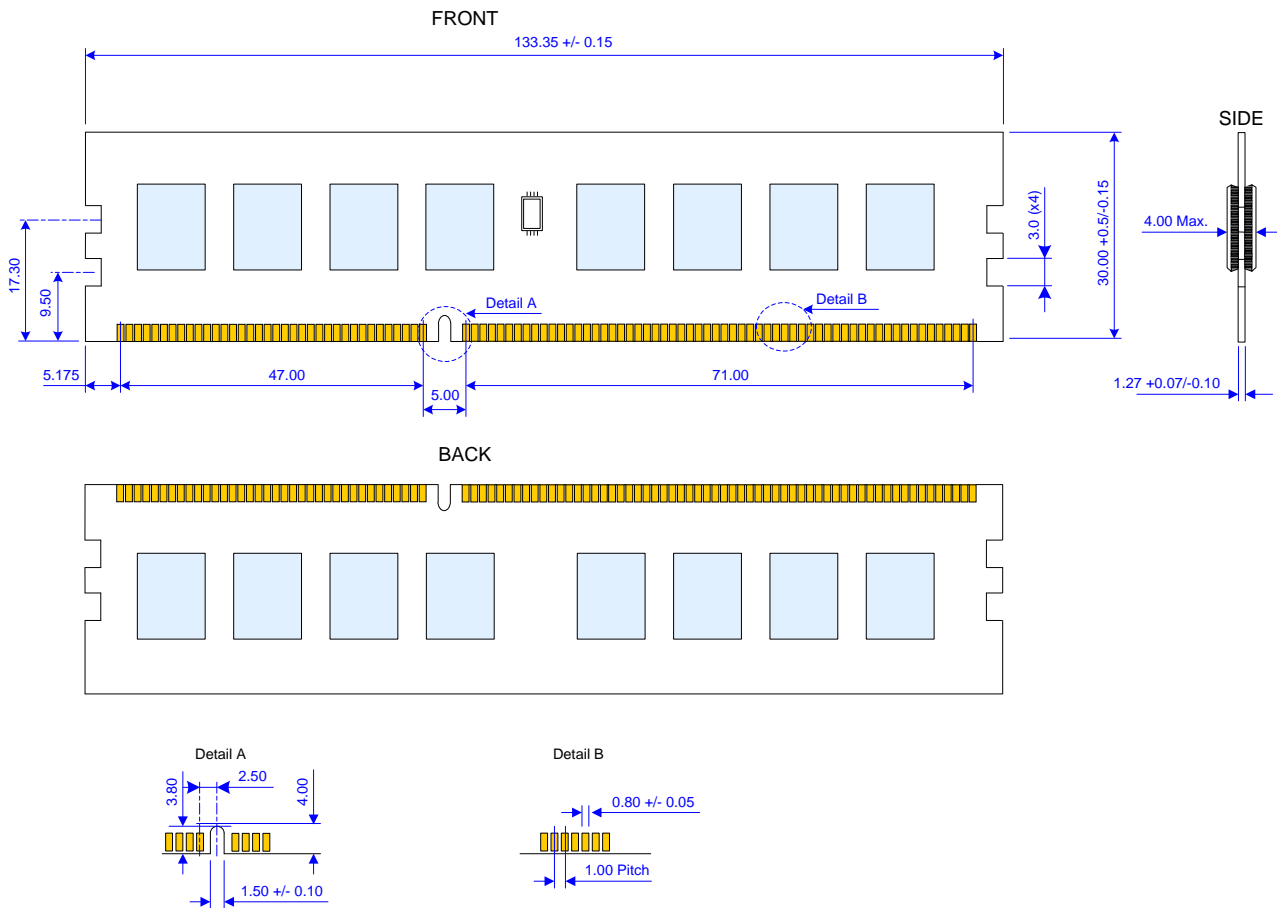 FRONT
133.35 +/- 0.15
SIDE
17.30
9.50
3.0 (x4)
30.00 +0.5/-0.15
4.00 Max.
Detail A
Detail B
5.175
47.00
5.00
71.00
1.27 +0.07/-0.10
BACK
Detail A
3.80
2.50
4.00
1.50 +/- 0.10
Detail B
0.80 +/- 0.05
1.00 Pitch